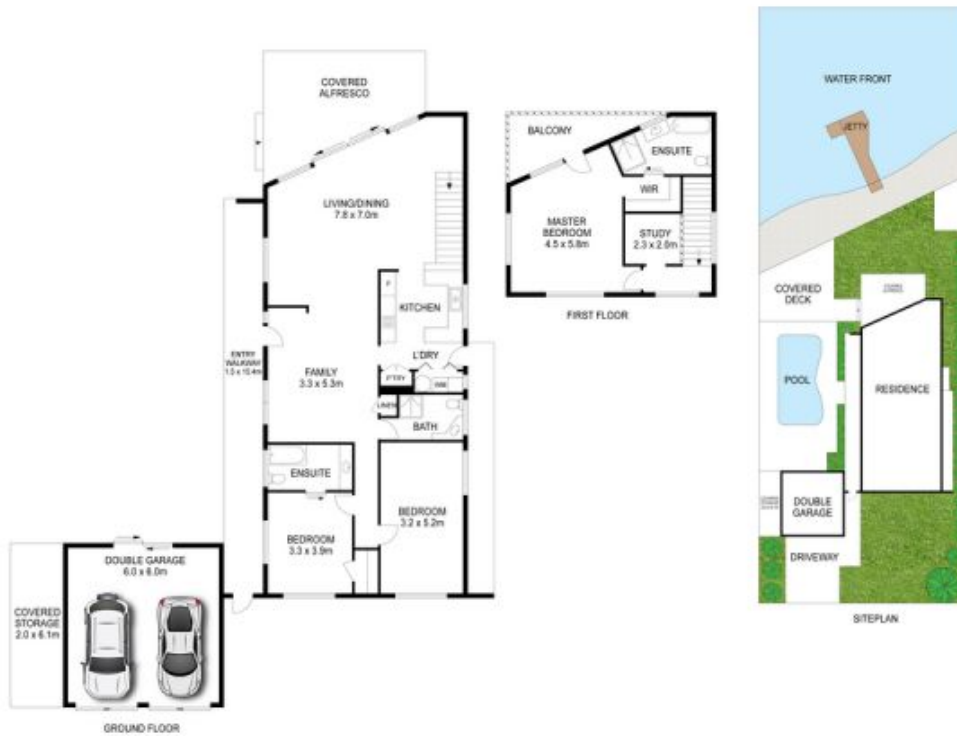 COVERED
ALFRESCO
LIVING/DINING
7.8 x 7.0m
KITCHEN
F
ENTRY
WALKWAY
FAMILY
3.3 x 5.3m
L'DRY
P'TRY
WM
LINEN
BATH
ENSUITE
BEDROOM
3.2 x 5.2m
BEDROOM
3.3 x 3.9m
DOUBLE GARAGE
6.0 x 6.0m
COVERED
STORAGE
2.0 x 6.1m
GROUND FLOOR
BALCONY
ENSUITE
WIR
MASTER
BEDROOM
4.5 x 5.8m
STUDY
2.3 x 2.0m
FIRST FLOOR
WATER FRONT
JETTY
COVERED
DECK
POOL
RESIDENCE
DOUBLE
GARAGE
DRIVEWAY
SITEPLAN